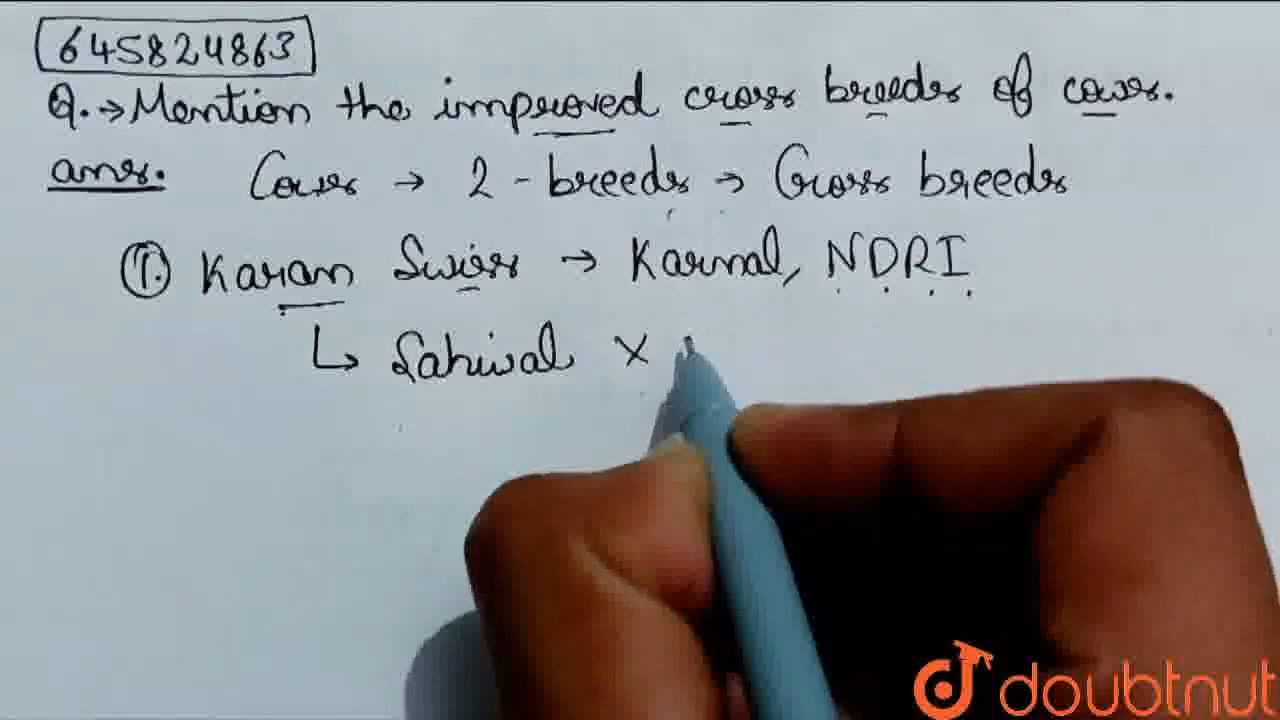 645824863
Q.→ Mention the improved cross breeds of cows.
ans. Cows → 2 - breeds → Cross breeds
①. Karan Swiss → Karnal, NDRI
↳ Sahiwal ×
doubtnut